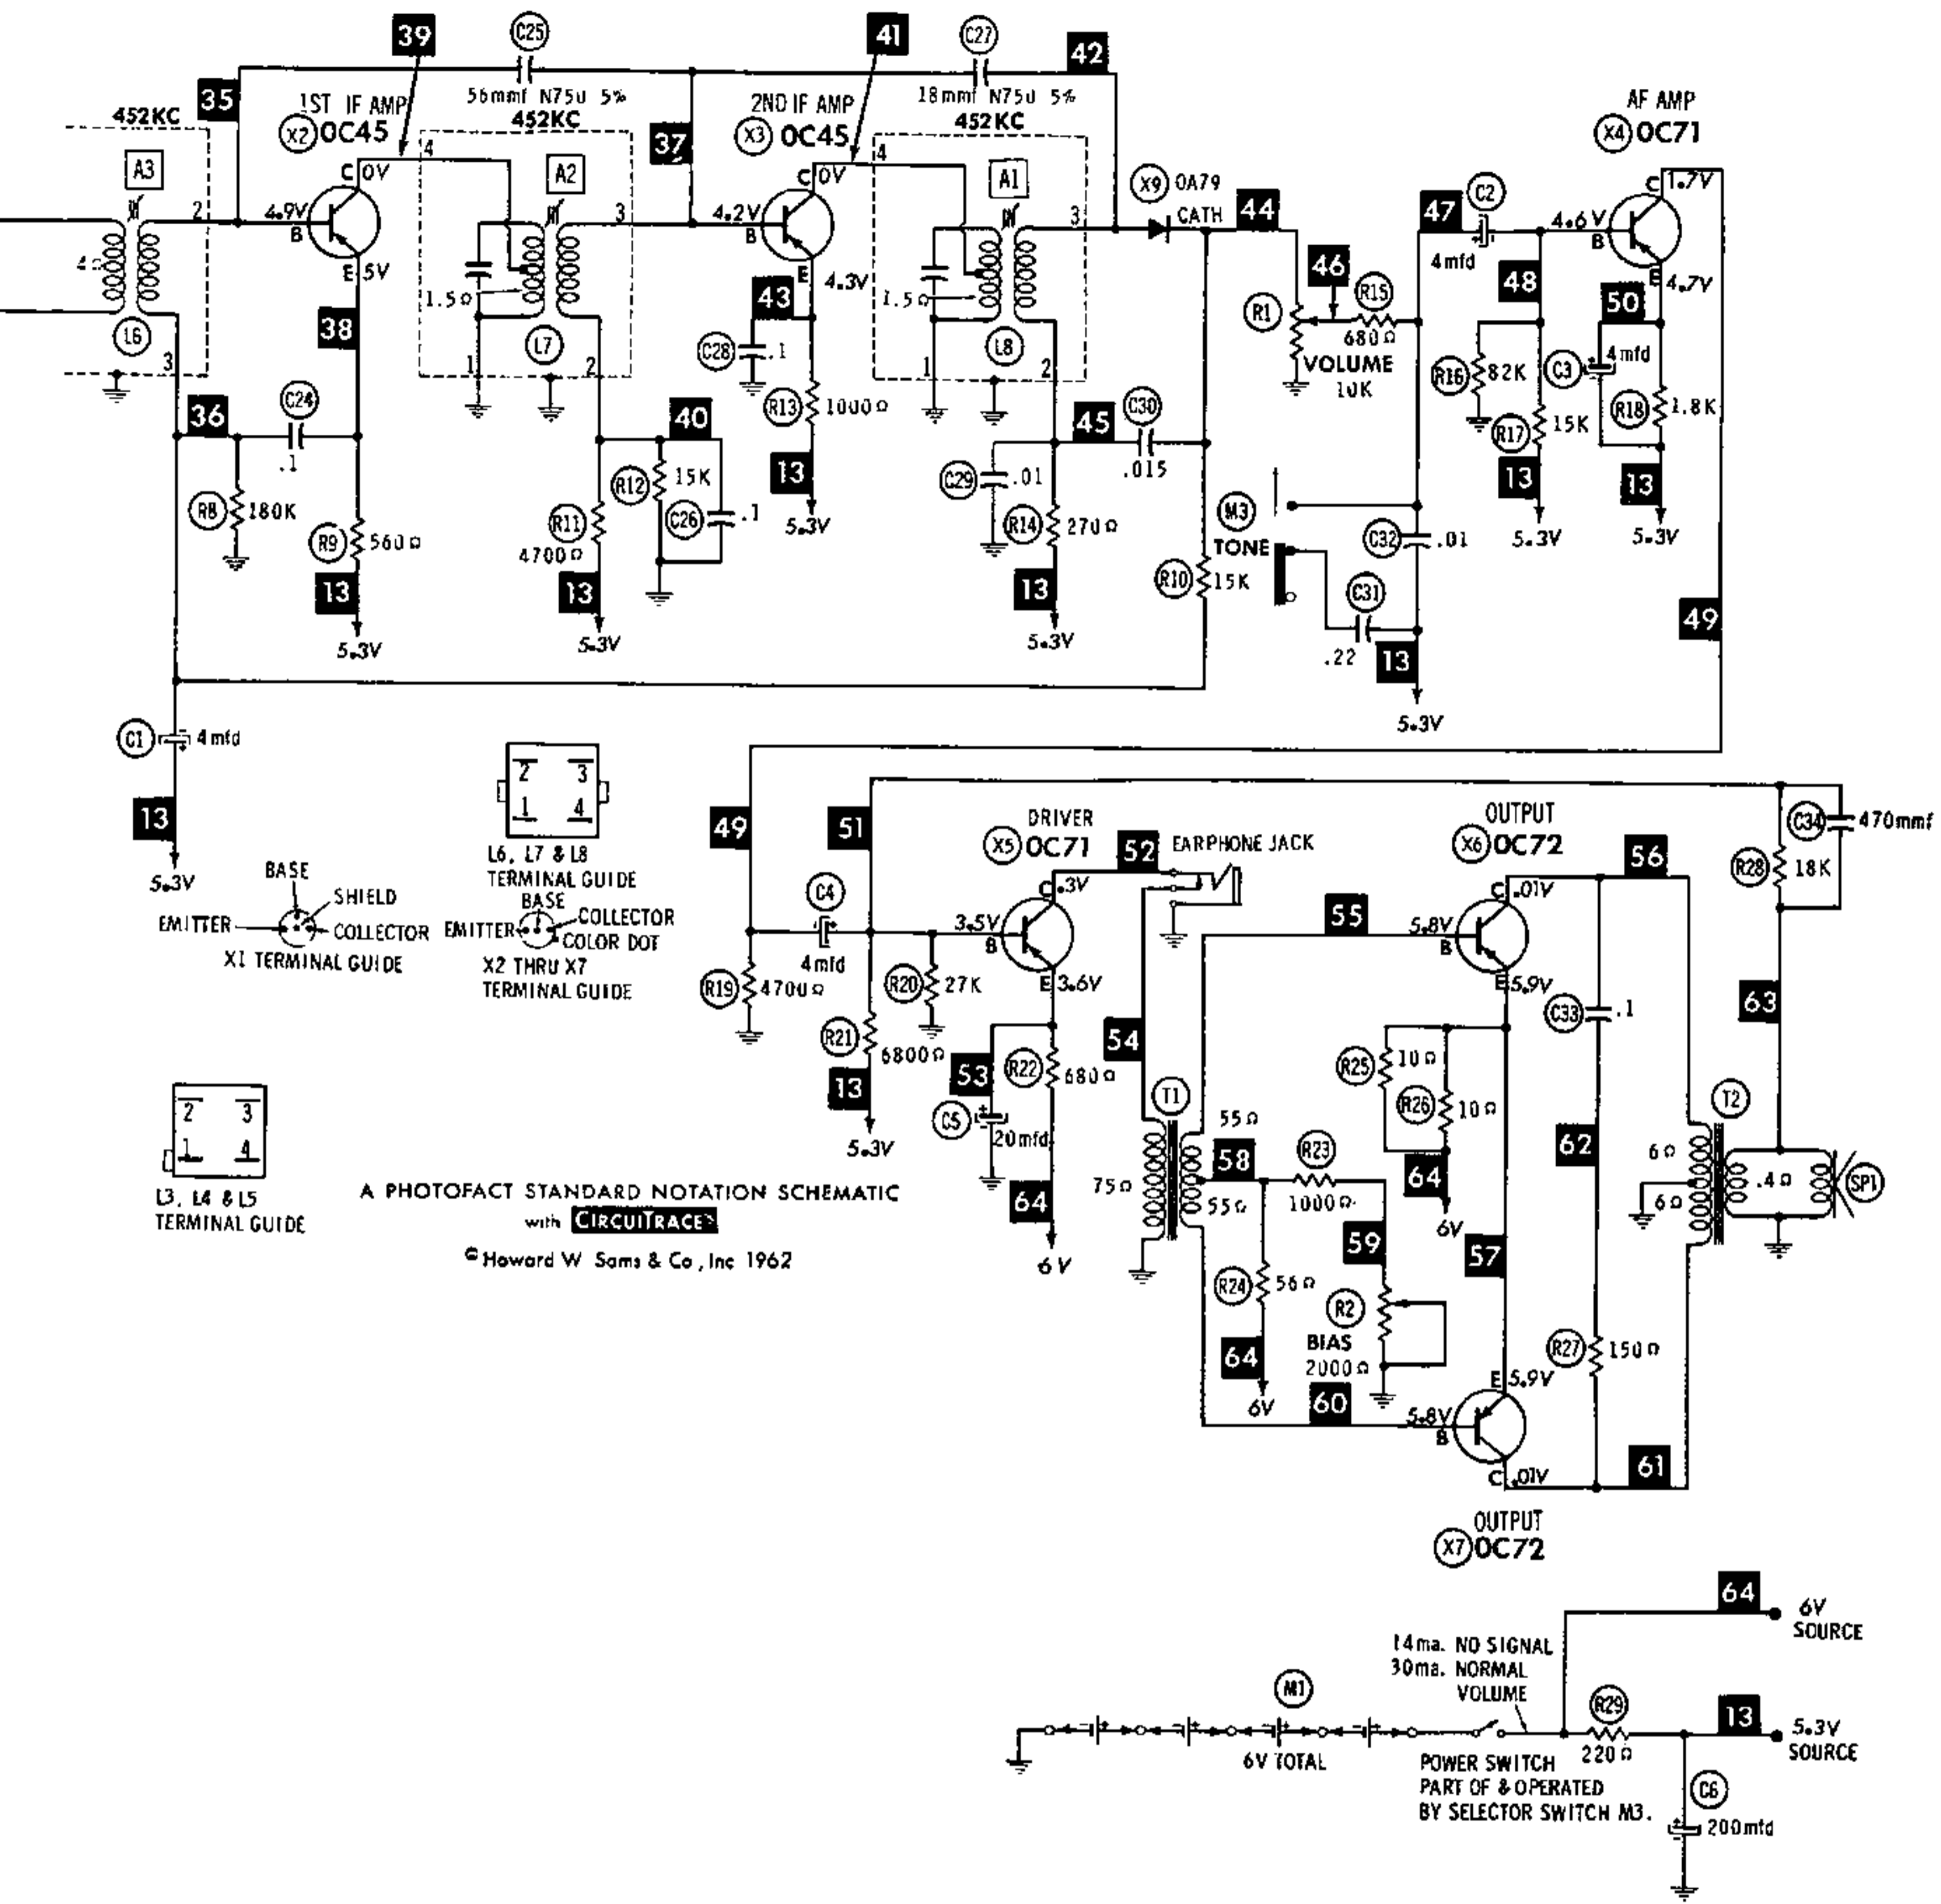 39
C25
41
C27
42
35
1ST IF AMP
56mmf N750 5%
2ND IF AMP
18mmf N750 5%
AF AMP
452KC
X2 OC45
452KC
37
X3 OC45
452KC
X4 OC71
A3
C 0V
4
A2
C 0V
4
A1
X9 OA79
44
47
C2
C 1.7V
2
4.9V
B
3
4.2V
B
3
CATH
4.6V
B
4Ω
E 5V
1.5Ω
E
4.3V
1.5Ω
46
4mfd
48
E
4.7V
38
43
R1
R15
680Ω
50
L6
3
L7
C28 .1
L8
VOLUME
10K
R16 82K
C3
4mfd
1
2
1
2
36
C24
.1
40
R13 1000Ω
45
C30
.015
R17 15K
R18 1.8K
R8 180K
R12 15K
13
C29 .01
13
13
R9 560Ω
R11
4700Ω
C26 .1
5.3V
R14 270Ω
M3
TONE
C32 .01
5.3V
5.3V
13
13
13
R10 15K
C31
.22
49
5.3V
5.3V
5.3V
13
5.3V
C1 4mfd
2 3
1 4
13
5.3V
L6, L7 & L8
TERMINAL GUIDE
49
51
DRIVER
X5 OC71
52
EARPHONE JACK
OUTPUT
X6 OC72
56
C34 470mmf
R28 18K
BASE
SHIELD
EMITTER
COLLECTOR
X1 TERMINAL GUIDE
BASE
EMITTER
COLLECTOR
COLOR DOT
X2 THRU X7
TERMINAL GUIDE
C4
4mfd
C .3V
3.5V
B
55
C .01V
5.8V
B
R19 4700Ω
R20 27K
E 3.6V
E 5.9V
C33 .1
63
R21
6800Ω
54
53
R22 680Ω
R25 10Ω
R26 10Ω
2 3
1 4
13
5.3V
C5
20mfd
T1
55Ω
58
R23
1000Ω
62
T2
6Ω
L3, L4 & L5
TERMINAL GUIDE
A PHOTOFACT STANDARD NOTATION SCHEMATIC
with CIRCUITRACE
© Howard W Sams & Co, Inc 1962
64
6V
75Ω
55Ω
64
6V
6Ω
.4Ω
SP1
59
57
R24 56Ω
R2
BIAS
2000Ω
R27 150Ω
64
6V
60
E 5.9V
5.8V
B
C .01V
61
OUTPUT
X7 OC72
64
6V
SOURCE
14ma. NO SIGNAL
30ma. NORMAL
VOLUME
M1
6V TOTAL
R29
220Ω
13
5.3V
SOURCE
POWER SWITCH
PART OF & OPERATED
BY SELECTOR SWITCH M3.
C6
200mfd